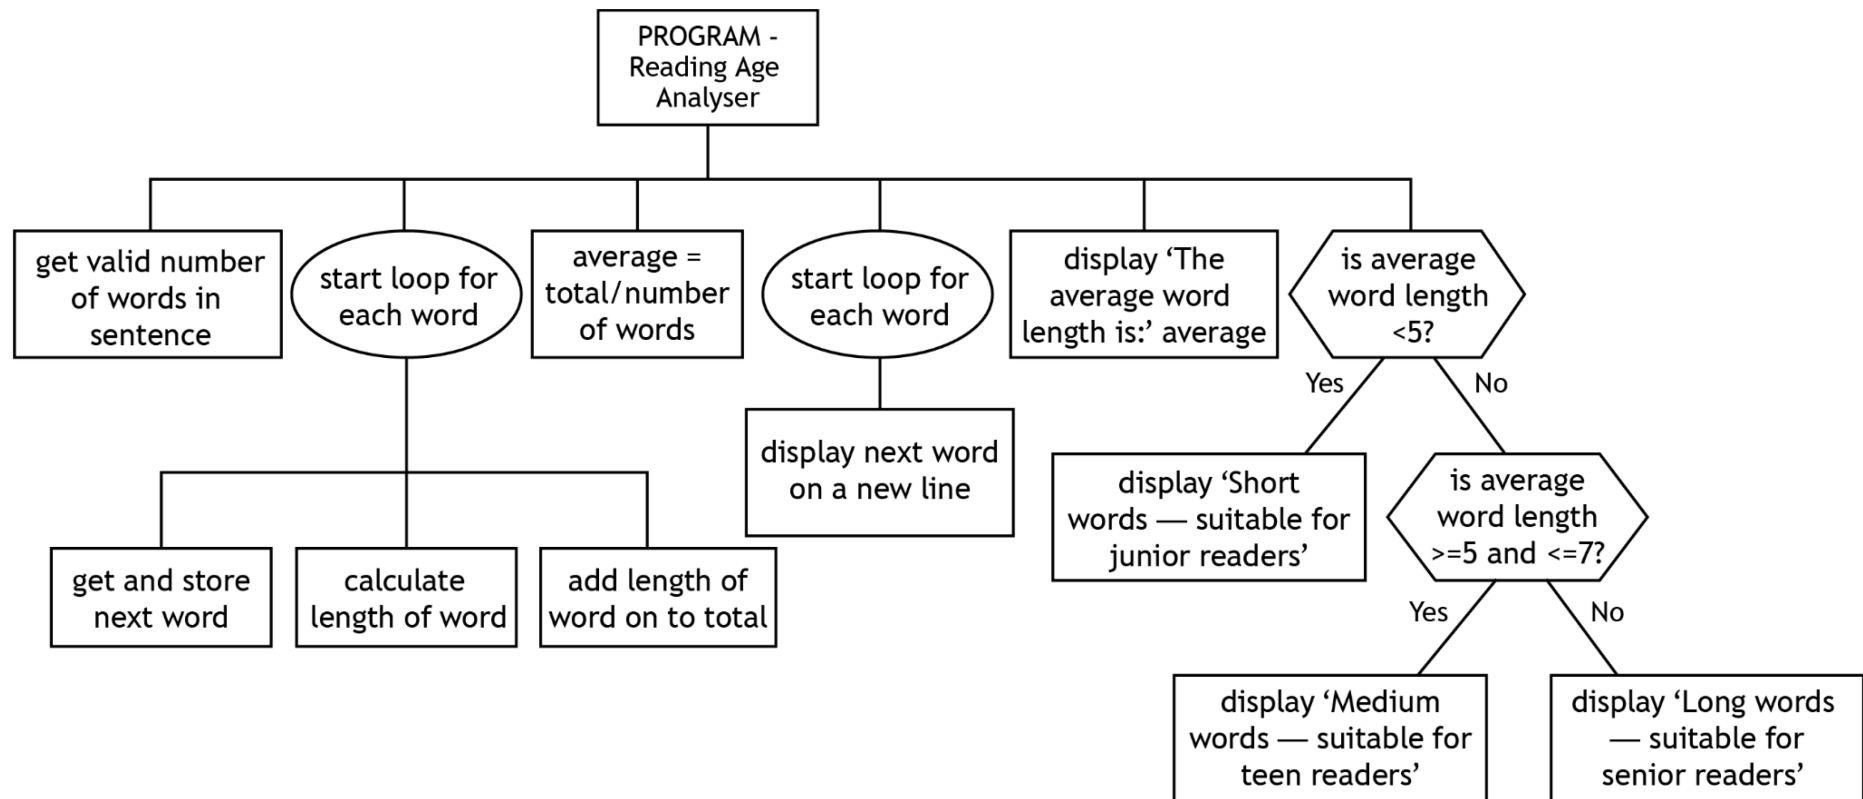 PROGRAM -
Reading Age
Analyser
get valid number
of words in
sentence
start loop for
each word
average =
total/number
of words
start loop for
each word
display ‘The
average word
length is:’ average
is average
word length
<5?
Yes
No
get and store
next word
calculate
length of word
add length of
word on to total
display next word
on a new line
display ‘Short
words — suitable for
junior readers’
is average
word length
>=5 and <=7?
Yes
No
display ‘Medium
words — suitable for
teen readers’
display ‘Long words
— suitable for
senior readers’